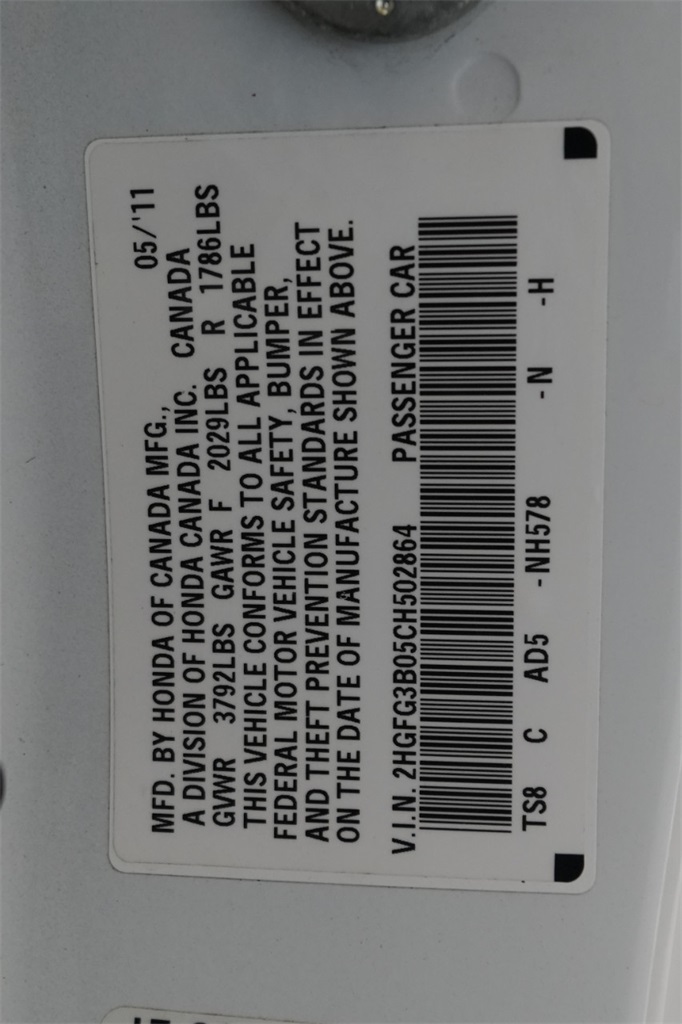 MFD. BY HONDA OF CANADA MFG., 05/'11
A DIVISION OF HONDA CANADA INC. CANADA
GVWR 3792LBS GAWR F 2029LBS R 1786LBS
THIS VEHICLE CONFORMS TO ALL APPLICABLE
FEDERAL MOTOR VEHICLE SAFETY, BUMPER,
AND THEFT PREVENTION STANDARDS IN EFFECT
ON THE DATE OF MANUFACTURE SHOWN ABOVE.
V.I.N. 2HGFG3B05CH502864 PASSENGER CAR
TS8 C AD5 -NH578 -N -H